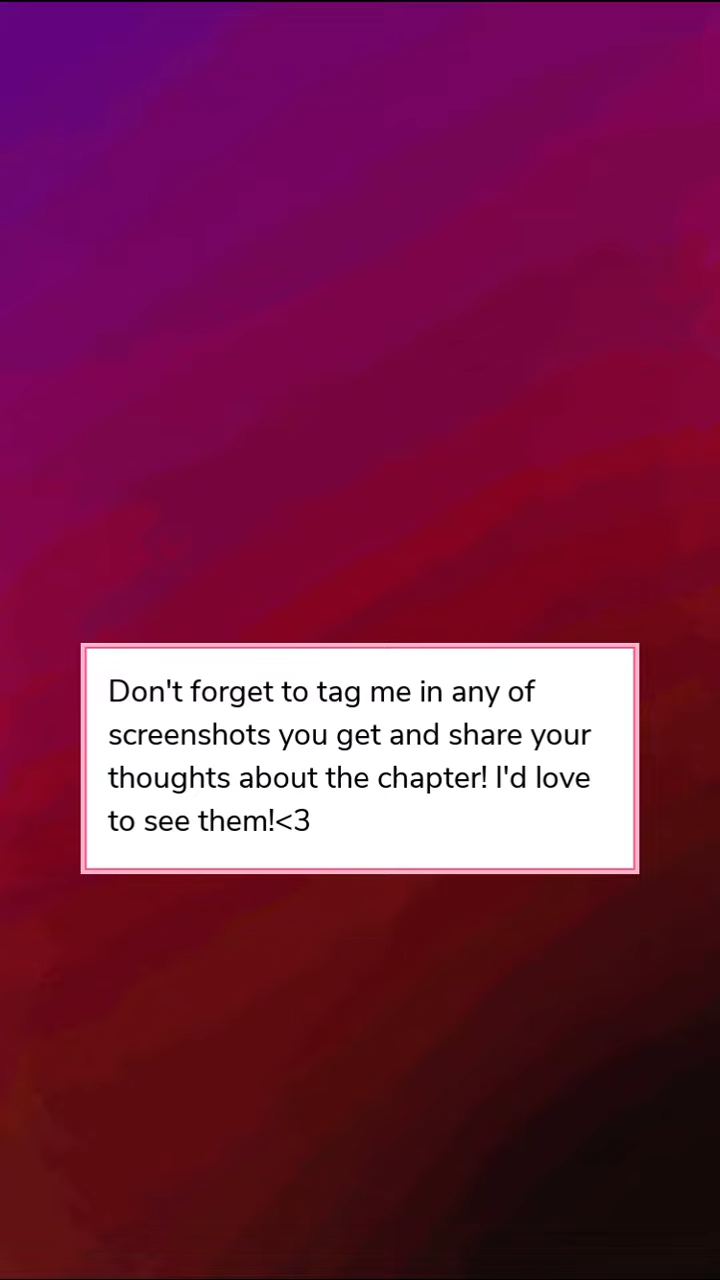 Don't forget to tag me in any of
screenshots you get and share your
thoughts about the chapter! I'd love
to see them!<3